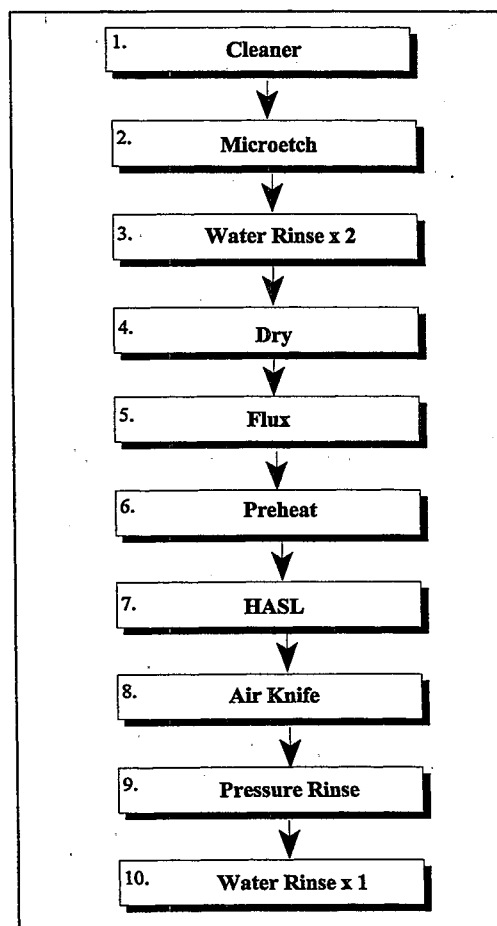 1. Cleaner
2. Microetch
3. Water Rinse x 2
4. Dry
5. Flux
6. Preheat
7. HASL
8. Air Knife
9. Pressure Rinse
10. Water Rinse x 1